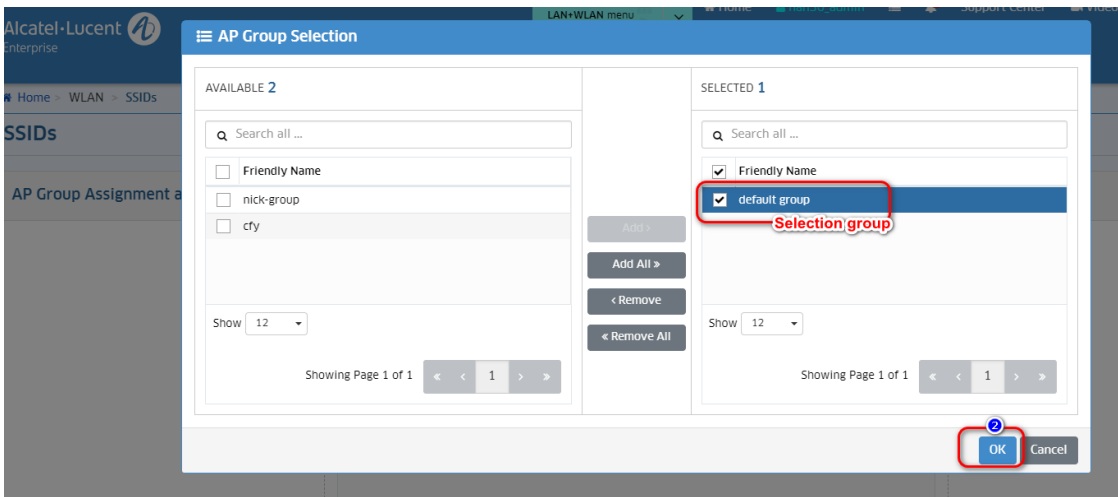 LAN+WLAN menu
Home
Support Center
Alcatel·Lucent
Enterprise
AP Group Selection
Home > WLAN > SSIDs
SSIDs
AP Group Assignment a
AVAILABLE 2
SELECTED 1
Search all ...
Search all ...
Friendly Name
Friendly Name
nick-group
default group
cfy
Selection group
Add >
Add All »
< Remove
« Remove All
Show 12
Show 12
Showing Page 1 of 1 « < 1 > »
Showing Page 1 of 1 « < 1 > »
2
OK
Cancel